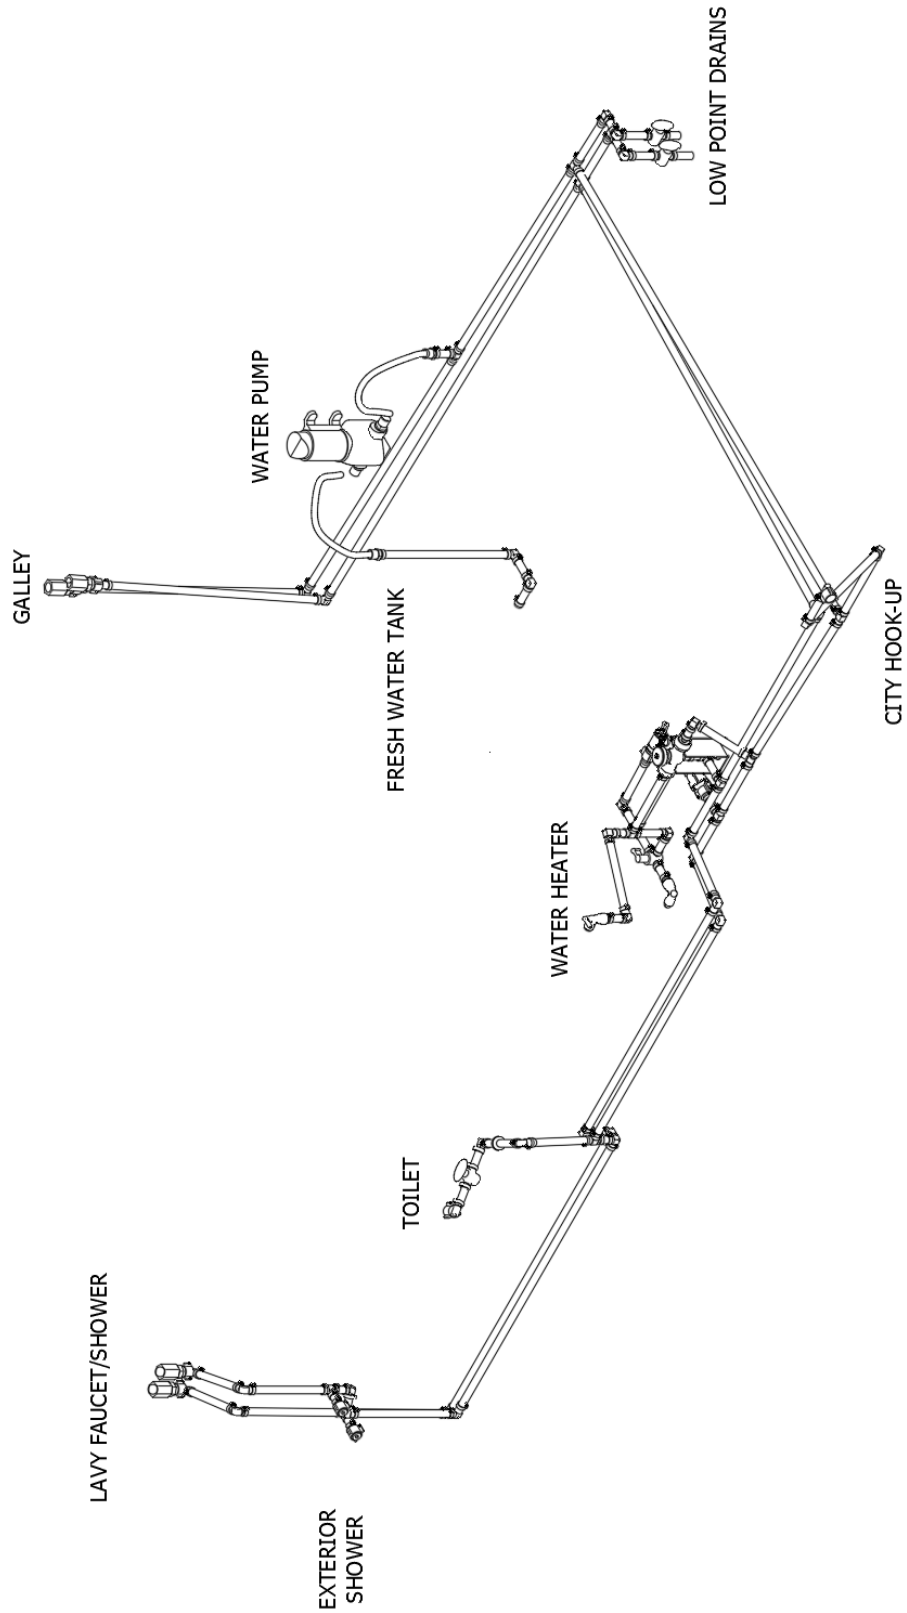 LAVY FAUCET/SHOWER
EXTERIOR
SHOWER
TOILET
WATER HEATER
GALLEY
FRESH WATER TANK
WATER PUMP
CITY HOOK-UP
LOW POINT DRAINS